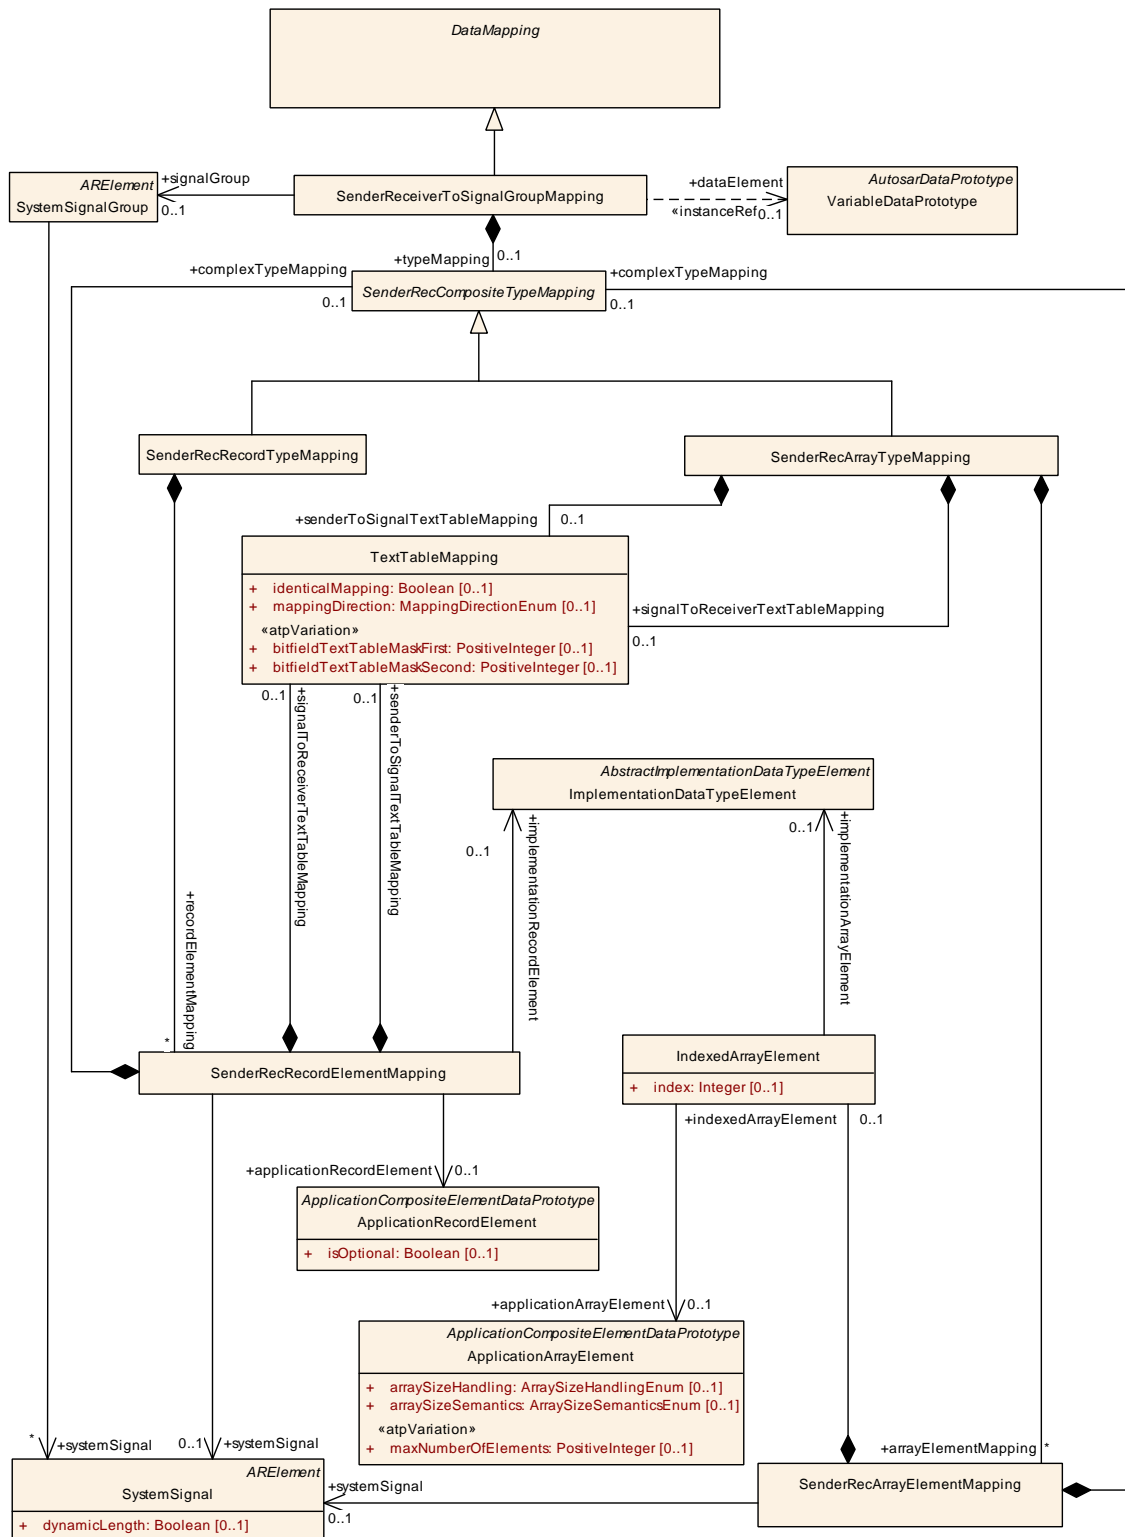 DataMapping
+signalGroup
0..1
ARElement
SystemSignalGroup
SenderReceiverToSignalGroupMapping
+dataElement
«instanceRef»
0..1
AutosarDataPrototype
VariableDataPrototype
+typeMapping
0..1
+complexTypeMapping
0..1
SenderRecCompositeTypeMapping
+complexTypeMapping
0..1
SenderRecRecordTypeMapping
SenderRecArrayTypeMapping
+senderToSignalTextTableMapping
0..1
TextTableMapping
+ identicalMapping: Boolean [0..1]
+ mappingDirection: MappingDirectionEnum [0..1]
«atpVariation»
+ bitfieldTextTableMaskFirst: PositiveInteger [0..1]
+ bitfieldTextTableMaskSecond: PositiveInteger [0..1]
+signalToReceiverTextTableMapping
0..1
0..1
+signalToReceiverTextTableMapping
0..1
+senderToSignalTextTableMapping
AbstractImplementationDataTypeElement
ImplementationDataTypeElement
0..1
+implementationRecordElement
0..1
+implementationArrayElement
+recordElementMapping
*
SenderRecRecordElementMapping
IndexedArrayElement
+ index: Integer [0..1]
+indexedArrayElement
0..1
+applicationRecordElement
0..1
ApplicationCompositeElementDataPrototype
ApplicationRecordElement
+ isOptional: Boolean [0..1]
+applicationArrayElement
0..1
ApplicationCompositeElementDataPrototype
ApplicationArrayElement
+ arraySizeHandling: ArraySizeHandlingEnum [0..1]
+ arraySizeSemantics: ArraySizeSemanticsEnum [0..1]
«atpVariation»
+ maxNumberOfElements: PositiveInteger [0..1]
*
+systemSignal
0..1
+systemSignal
+arrayElementMapping
*
ARElement
SystemSignal
+ dynamicLength: Boolean [0..1]
+systemSignal
0..1
SenderRecArrayElementMapping